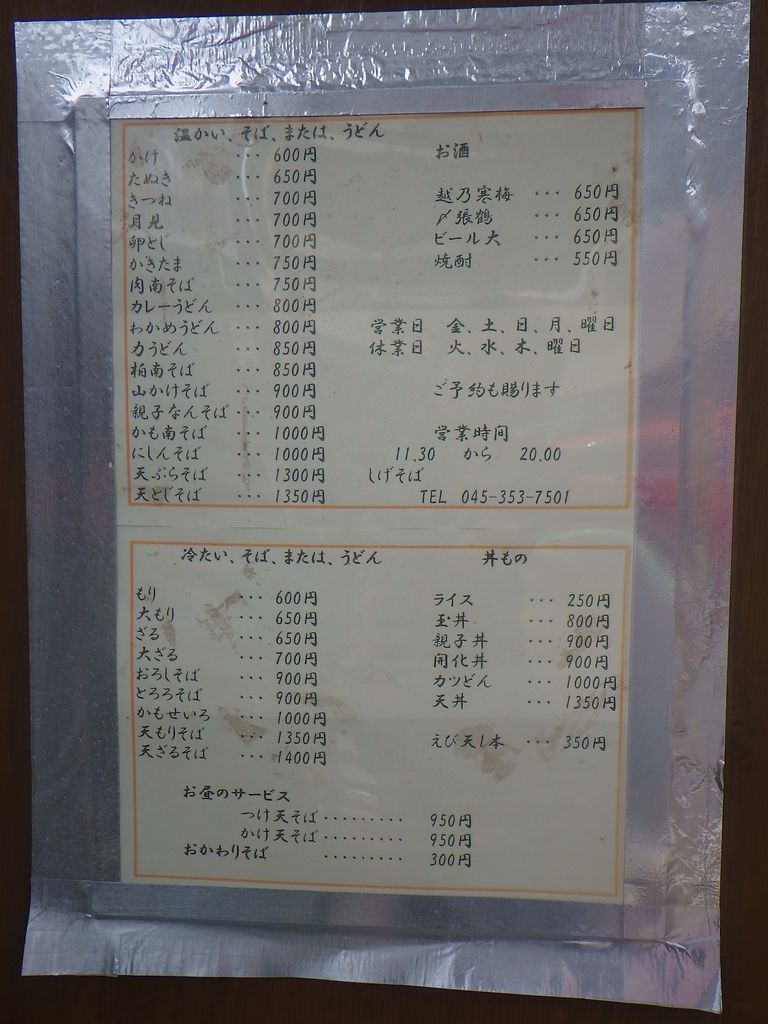 温かい、そば、または、うどん
かけ ・・・ 600円
たぬき ・・・ 650円
きつね ・・・ 700円
月見 ・・・ 700円
卵とじ ・・・ 700円
かきたま ・・・ 750円
肉南そば ・・・ 750円
カレーうどん ・・・ 800円
わかめうどん ・・・ 800円
力うどん ・・・ 850円
柏南そば ・・・ 850円
山かけそば ・・・ 900円
親子なんそば ・・・ 900円
かも南そば ・・・ 1000円
にしんそば ・・・ 1000円
天ぷらそば ・・・ 1300円
天とじそば ・・・ 1350円
お酒
越乃寒梅 ・・・ 650円
〆張鶴 ・・・ 650円
ビール大 ・・・ 650円
焼酎 ・・・ 550円
営業日 金、土、日、月、曜日
休業日 火、水、木、曜日
ご予約も賜ります
営業時間
11.30 から 20.00
しげそば
TEL 045-353-7501
冷たい、そば、または、うどん
もり ・・・ 600円
大もり ・・・ 650円
ざる ・・・ 650円
大ざる ・・・ 700円
おろしそば ・・・ 900円
とろろそば ・・・ 900円
かもせいろ ・・・ 1000円
天もりそば ・・・ 1350円
天ざるそば ・・・ 1400円
丼もの
ライス ・・・ 250円
玉丼 ・・・ 800円
親子丼 ・・・ 900円
開化丼 ・・・ 900円
カツどん ・・・ 1000円
天丼 ・・・ 1350円
えび天1本 ・・・ 350円
お昼のサービス
つけ天そば ・・・・・・・・・ 950円
かけ天そば ・・・・・・・・・ 950円
おかわりそば ・・・・・・・・・ 300円